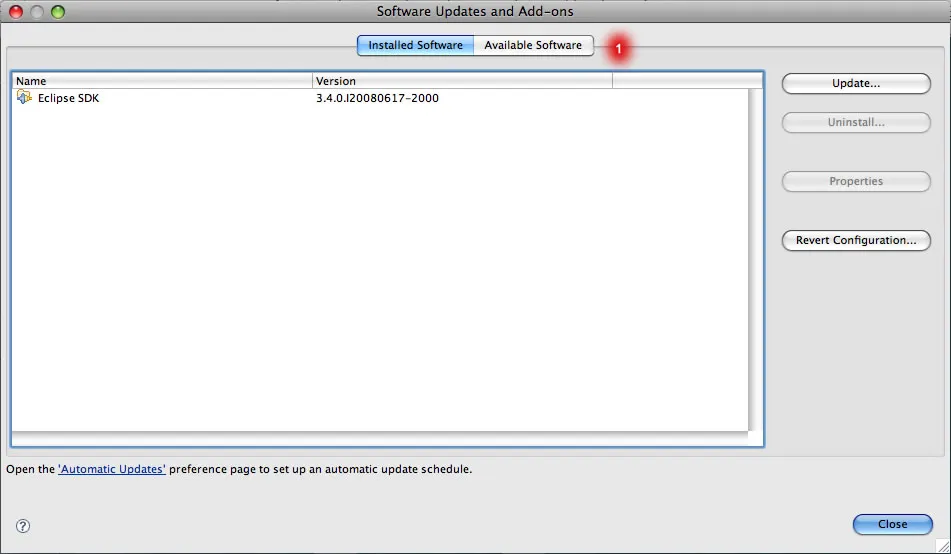 Software Updates and Add-ons
Installed Software
Available Software
1
Name
Version
Eclipse SDK
3.4.0.I20080617-2000
Update...
Uninstall...
Properties
Revert Configuration...
Open the 'Automatic Updates' preference page to set up an automatic update schedule.
?
Close